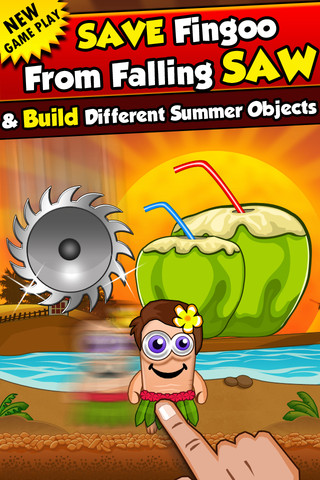 NEW
GAME PLAY
SAVE Fingoo
From Falling SAW
& Build Different Summer Objects